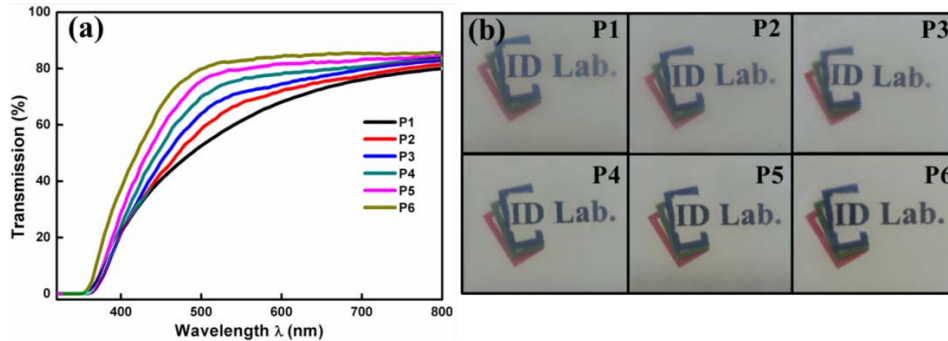 (a)
Transmission (%)
100
80
60
40
20
0
P1
P2
P3
P4
P5
P6
400
500
600
700
800
Wavelength λ (nm)
(b)
P1
ID Lab.
P2
ID Lab.
P3
ID Lab.
P4
ID Lab.
P5
ID Lab.
P6
ID Lab.